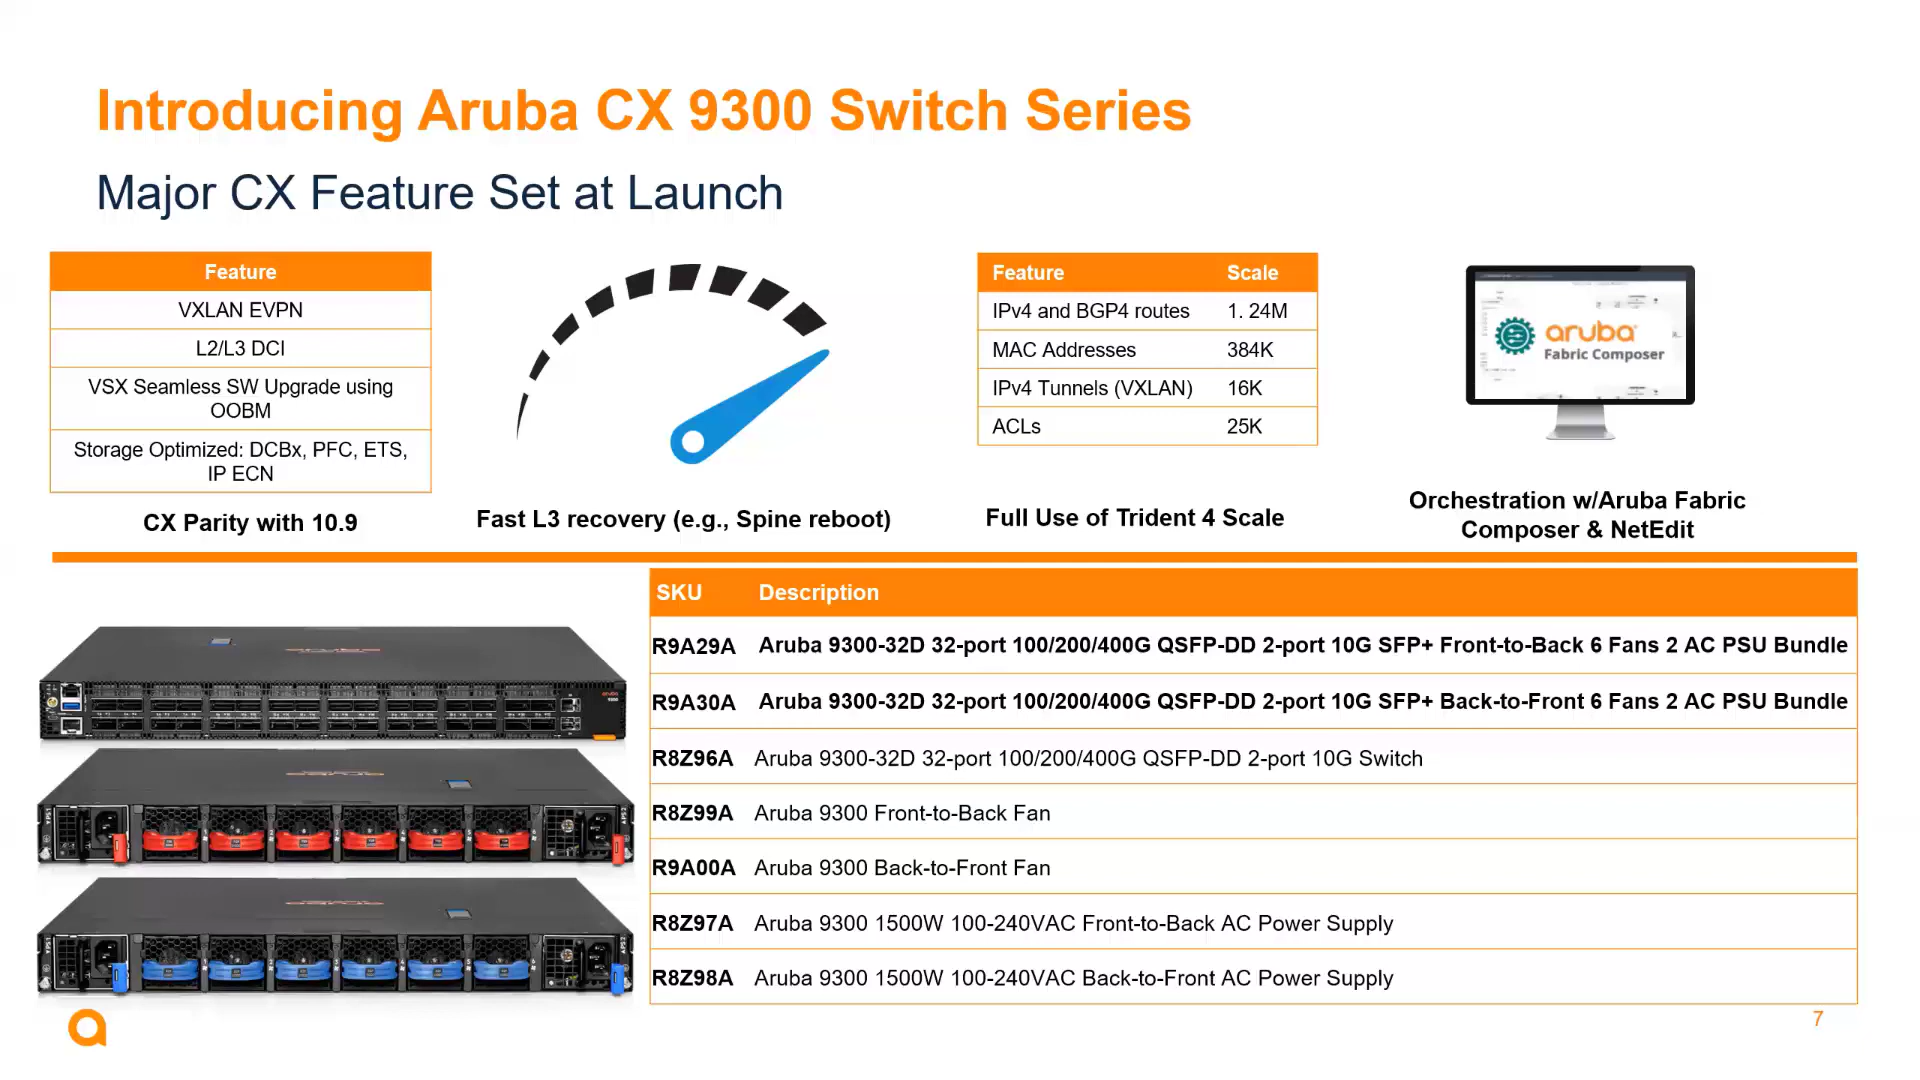 Introducing Aruba CX 9300 Switch Series
Major CX Feature Set at Launch
Feature
VXLAN EVPN
L2/L3 DCI
VSX Seamless SW Upgrade using
OOBM
Storage Optimized: DCBx, PFC, ETS,
IP ECN
CX Parity with 10.9
Fast L3 recovery (e.g., Spine reboot)
Feature Scale
IPv4 and BGP4 routes 1. 24M
MAC Addresses 384K
IPv4 Tunnels (VXLAN) 16K
ACLs 25K
Full Use of Trident 4 Scale
aruba
Fabric Composer
Orchestration w/Aruba Fabric
Composer & NetEdit
SKU Description
R9A29A Aruba 9300-32D 32-port 100/200/400G QSFP-DD 2-port 10G SFP+ Front-to-Back 6 Fans 2 AC PSU Bundle
R9A30A Aruba 9300-32D 32-port 100/200/400G QSFP-DD 2-port 10G SFP+ Back-to-Front 6 Fans 2 AC PSU Bundle
R8Z96A Aruba 9300-32D 32-port 100/200/400G QSFP-DD 2-port 10G Switch
R8Z99A Aruba 9300 Front-to-Back Fan
R9A00A Aruba 9300 Back-to-Front Fan
R8Z97A Aruba 9300 1500W 100-240VAC Front-to-Back AC Power Supply
R8Z98A Aruba 9300 1500W 100-240VAC Back-to-Front AC Power Supply
7